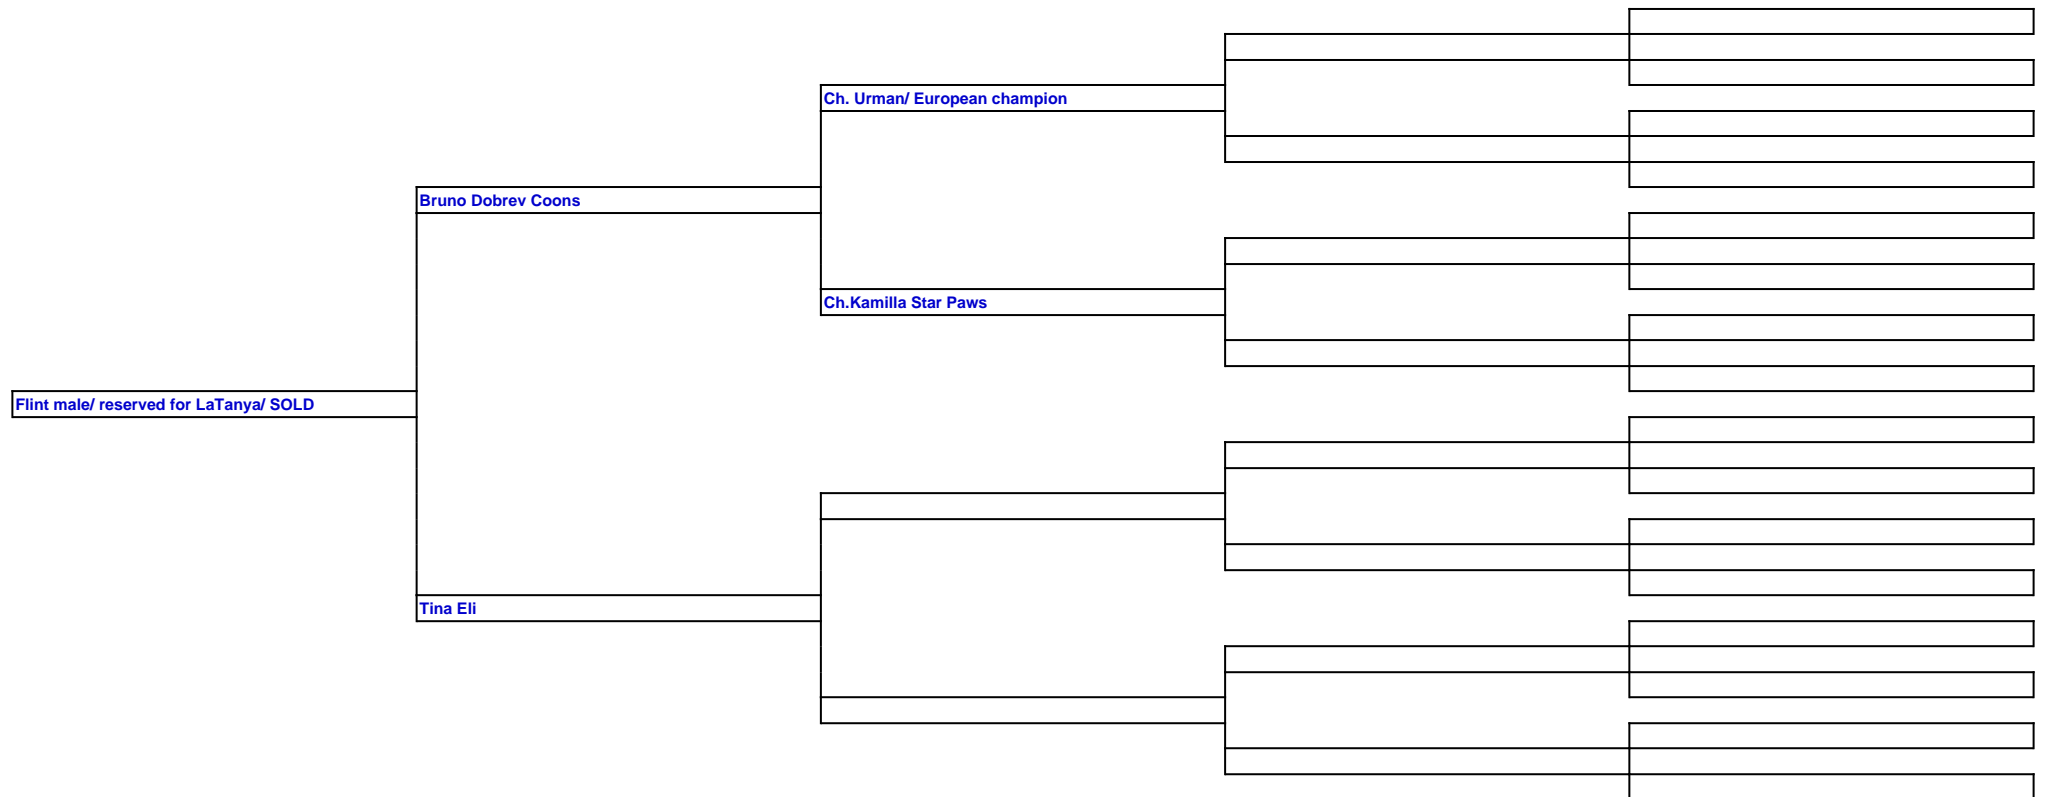 Ch. Urman/ European champion
Bruno Dobrev Coons
Ch.Kamilla Star Paws
Flint male/ reserved for LaTanya/ SOLD
Tina Eli